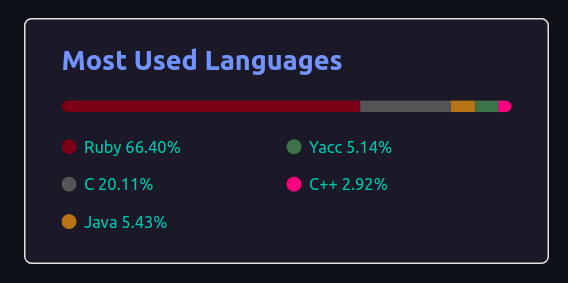 Most Used Languages
Ruby 66.40%
C 20.11%
Java 5.43%
Yacc 5.14%
C++ 2.92%